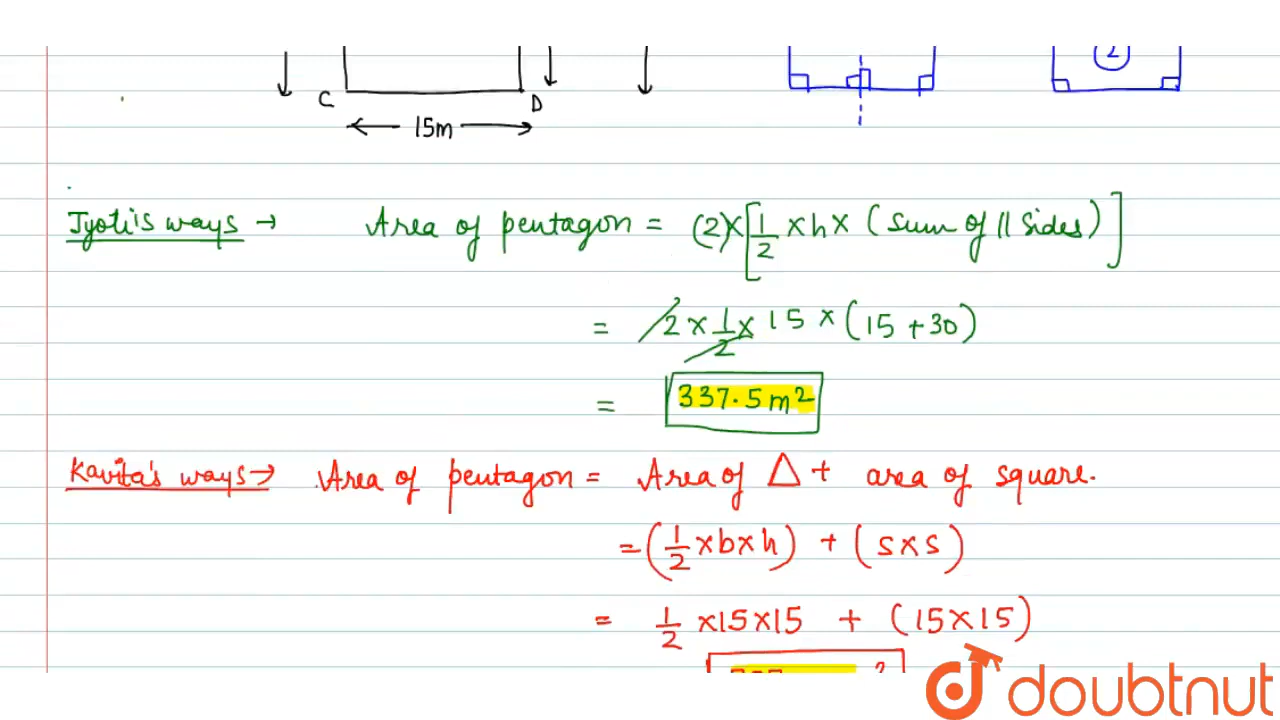 2
C
D
15m
Jyoti's ways → Area of pentagon = (2)×[1/2 ×h× (sum of || sides)]
= 2 × 1/2 × 15 × (15 + 30)
= 337.5 m²
Kavita's ways → Area of pentagon = Area of △ + area of square.
= (1/2 ×b×h) + (s×s)
= 1/2 ×15×15 + (15×15)
doubtnut